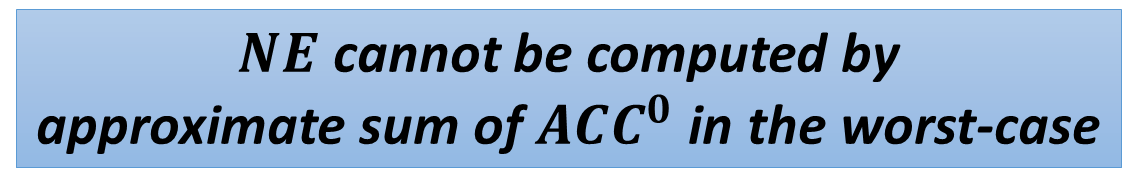 NE cannot be computed by
approximate sum of ACC⁰ in the worst-case